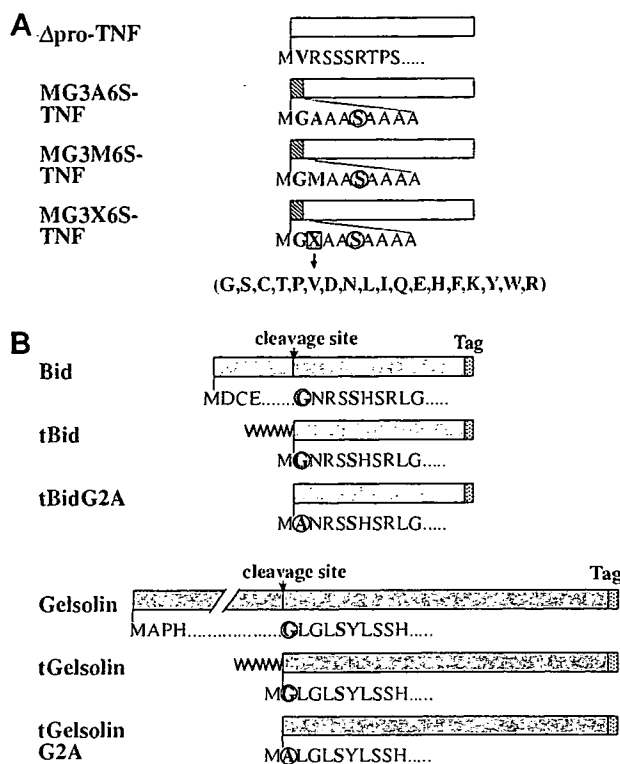 A
Δpro-TNF
MVRSSSRTPS.....
MG3A6S-
TNF
MGAAASAAAA
MG3M6S-
TNF
MGMAASAAAA
MG3X6S-
TNF
MGXAASAAAA
(G,S,C,T,P,V,D,N,L,I,Q,E,H,F,K,Y,W,R)
B
cleavage site
Tag
Bid
MDCE.......GNRSSHSRLG.....
tBid
MGNRSSHSRLG.....
tBidG2A
MANRSSHSRLG.....
cleavage site
Tag
Gelsolin
MAPH......................GLGLSYLSSH.....
tGelsolin
MGLGLSYLSSH.....
tGelsolin
G2A
MALGLSYLSSH.....